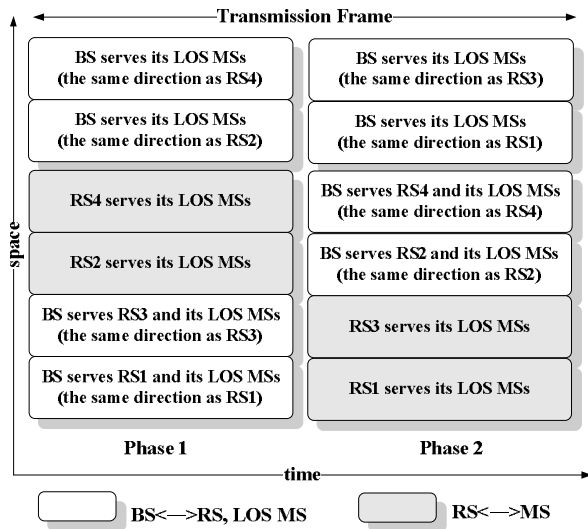 Transmission Frame
BS serves its LOS MSs
(the same direction as RS4)
BS serves its LOS MSs
(the same direction as RS2)
RS4 serves its LOS MSs
RS2 serves its LOS MSs
BS serves RS3 and its LOS MSs
(the same direction as RS3)
BS serves RS1 and its LOS MSs
(the same direction as RS1)
Phase 1
BS serves its LOS MSs
(the same direction as RS3)
BS serves its LOS MSs
(the same direction as RS1)
BS serves RS4 and its LOS MSs
(the same direction as RS4)
BS serves RS2 and its LOS MSs
(the same direction as RS2)
RS3 serves its LOS MSs
RS1 serves its LOS MSs
Phase 2
space
time
BS<—>RS, LOS MS
RS<—>MS